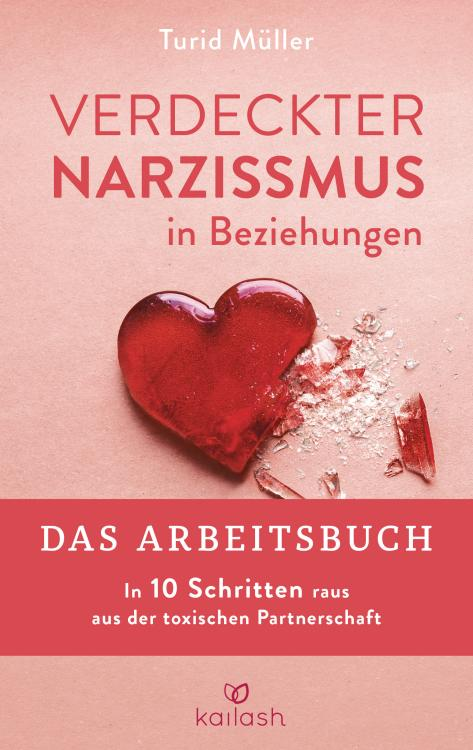 Turid Müller
VERDECKTER
NARZISSMUS
in Beziehungen
DAS ARBEITSBUCH
In 10 Schritten raus
aus der toxischen Partnerschaft
kailash